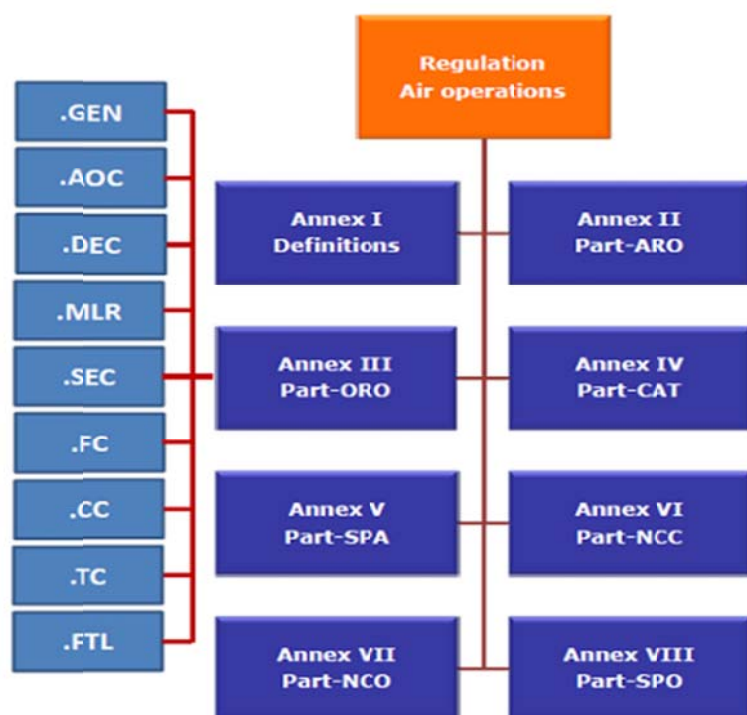 Regulation
Air operations
.GEN
.AOC
.DEC
.MLR
.SEC
.FC
.CC
.TC
.FTL
Annex I
Definitions
Annex II
Part-ARO
Annex III
Part-ORO
Annex IV
Part-CAT
Annex V
Part-SPA
Annex VI
Part-NCC
Annex VII
Part-NCO
Annex VIII
Part-SPO